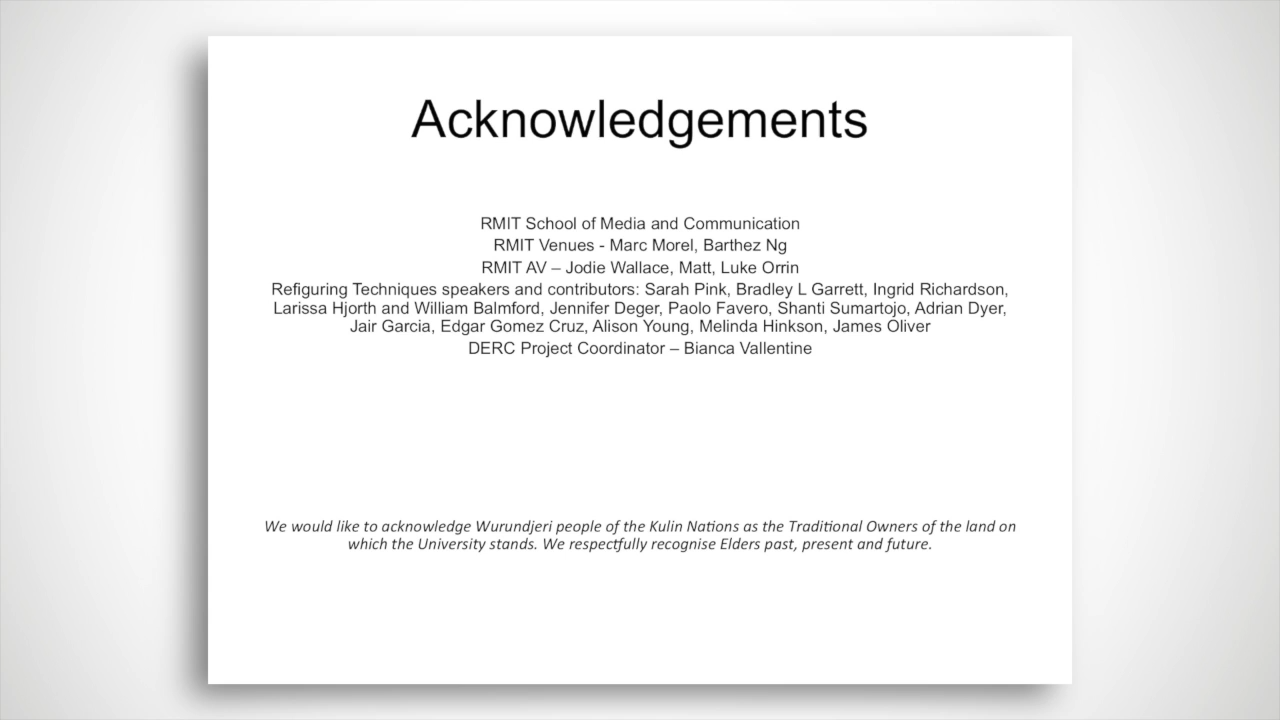 Acknowledgements
RMIT School of Media and Communication
RMIT Venues - Marc Morel, Barthez Ng
RMIT AV – Jodie Wallace, Matt, Luke Orrin
Refiguring Techniques speakers and contributors: Sarah Pink, Bradley L Garrett, Ingrid Richardson,
Larissa Hjorth and William Balmford, Jennifer Deger, Paolo Favero, Shanti Sumartojo, Adrian Dyer,
Jair Garcia, Edgar Gomez Cruz, Alison Young, Melinda Hinkson, James Oliver
DERC Project Coordinator – Bianca Vallentine
We would like to acknowledge Wurundjeri people of the Kulin Nations as the Traditional Owners of the land on
which the University stands. We respectfully recognise Elders past, present and future.